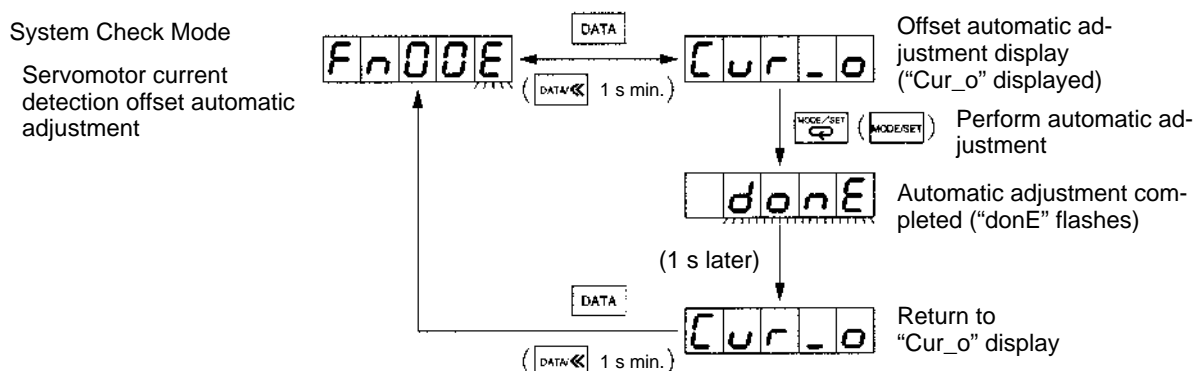 System Check Mode
Servomotor current
detection offset automatic
adjustment
Fn00E
DATA
( DATA/≪ 1 s min.)
Cur_o
Offset automatic ad-
justment display
(“Cur_o” displayed)
MODE/SET ( MODE/SET )
Perform automatic ad-
justment
donE
Automatic adjustment com-
pleted (“donE” flashes)
(1 s later)
DATA
( DATA/≪ 1 s min.)
Cur_o
Return to
“Cur_o” display